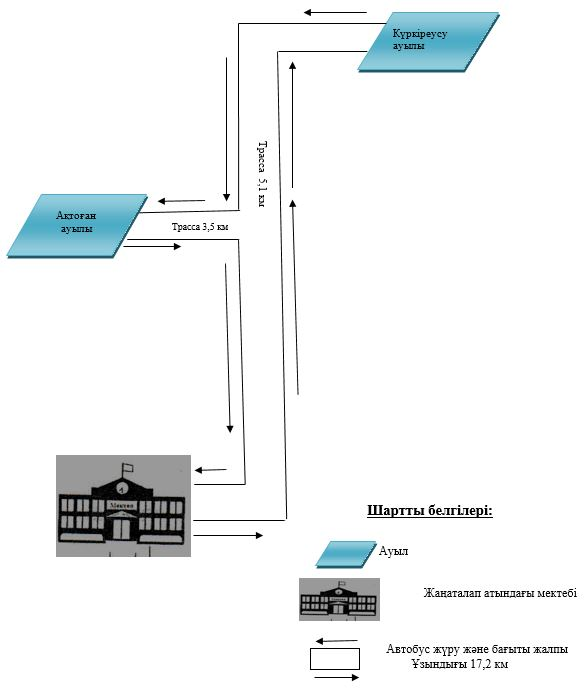 Күркіреусу
ауылы
Трасса 5,1 км
Ақтоған
ауылы
Трасса 3,5 км
Мектеп
Шартты белгілері:
Ауыл
Жаңаталап атындағы мектебі
Автобус жүру және бағыты жалпы
Ұзындығы 17,2 км